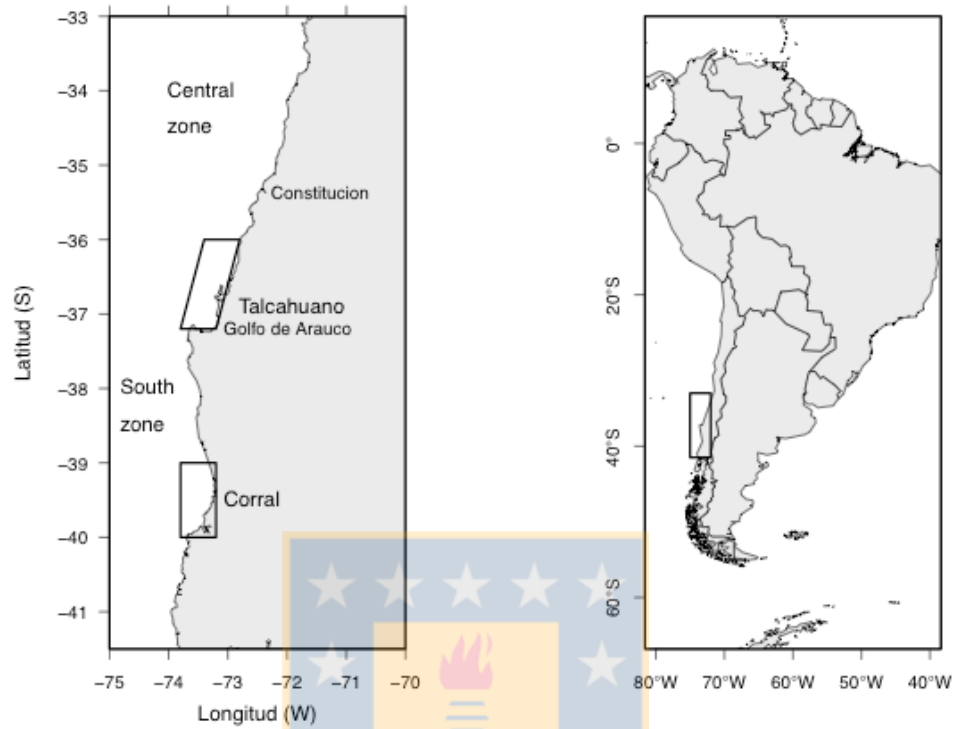 −33
−34
−35
−36
−37
−38
−39
−40
−41
Latitud (S)
Central
zone
Constitucion
Talcahuano
Golfo de Arauco
South
zone
Corral
−75
−74
−73
−72
−71
−70
Longitud (W)
0°
20°S
40°S
60°S
80°W
70°W
60°W
50°W
40°W